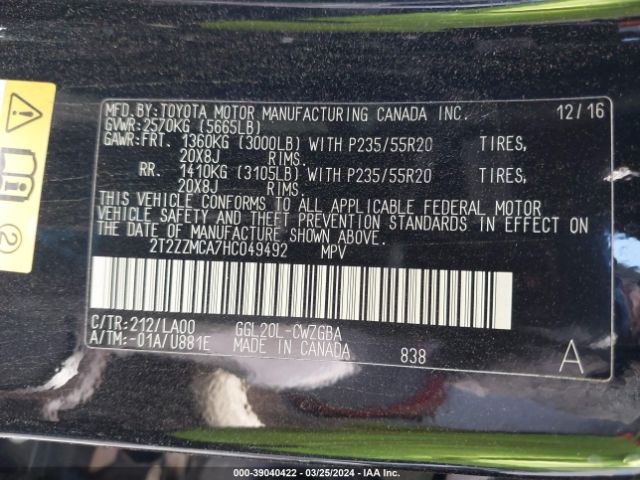 MFD.BY:TOYOTA MOTOR MANUFACTURING CANADA INC. 12/16
GVWR:2570KG (5665LB)
GAWR:FRT. 1360KG (3000LB) WITH P235/55R20 TIRES,
20X8J RIMS.
RR. 1410KG (3105LB) WITH P235/55R20 TIRES,
20X8J RIMS.
THIS VEHICLE CONFORMS TO ALL APPLICABLE FEDERAL MOTOR
VEHICLE SAFETY AND THEFT PREVENTION STANDARDS IN EFFECT ON
THE DATE OF MANUFACTURE SHOWN ABOVE.
2T2ZZMCA7HC049492 MPV
C/TR:212/LA00 GGL20L-CWZGBA
A/TM:-01A/U881E MADE IN CANADA 838 A
2
000-39040422 — 03/25/2024 — IAA Inc.